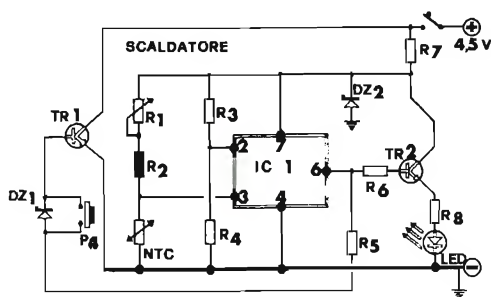 SCALDATORE
4,5 V
R7
TR1
R1
R3
DZ2
2
7
IC 1
6
TR2
R2
R6
DZ1
P4
3
4
R8
NTC
R4
R5
LED